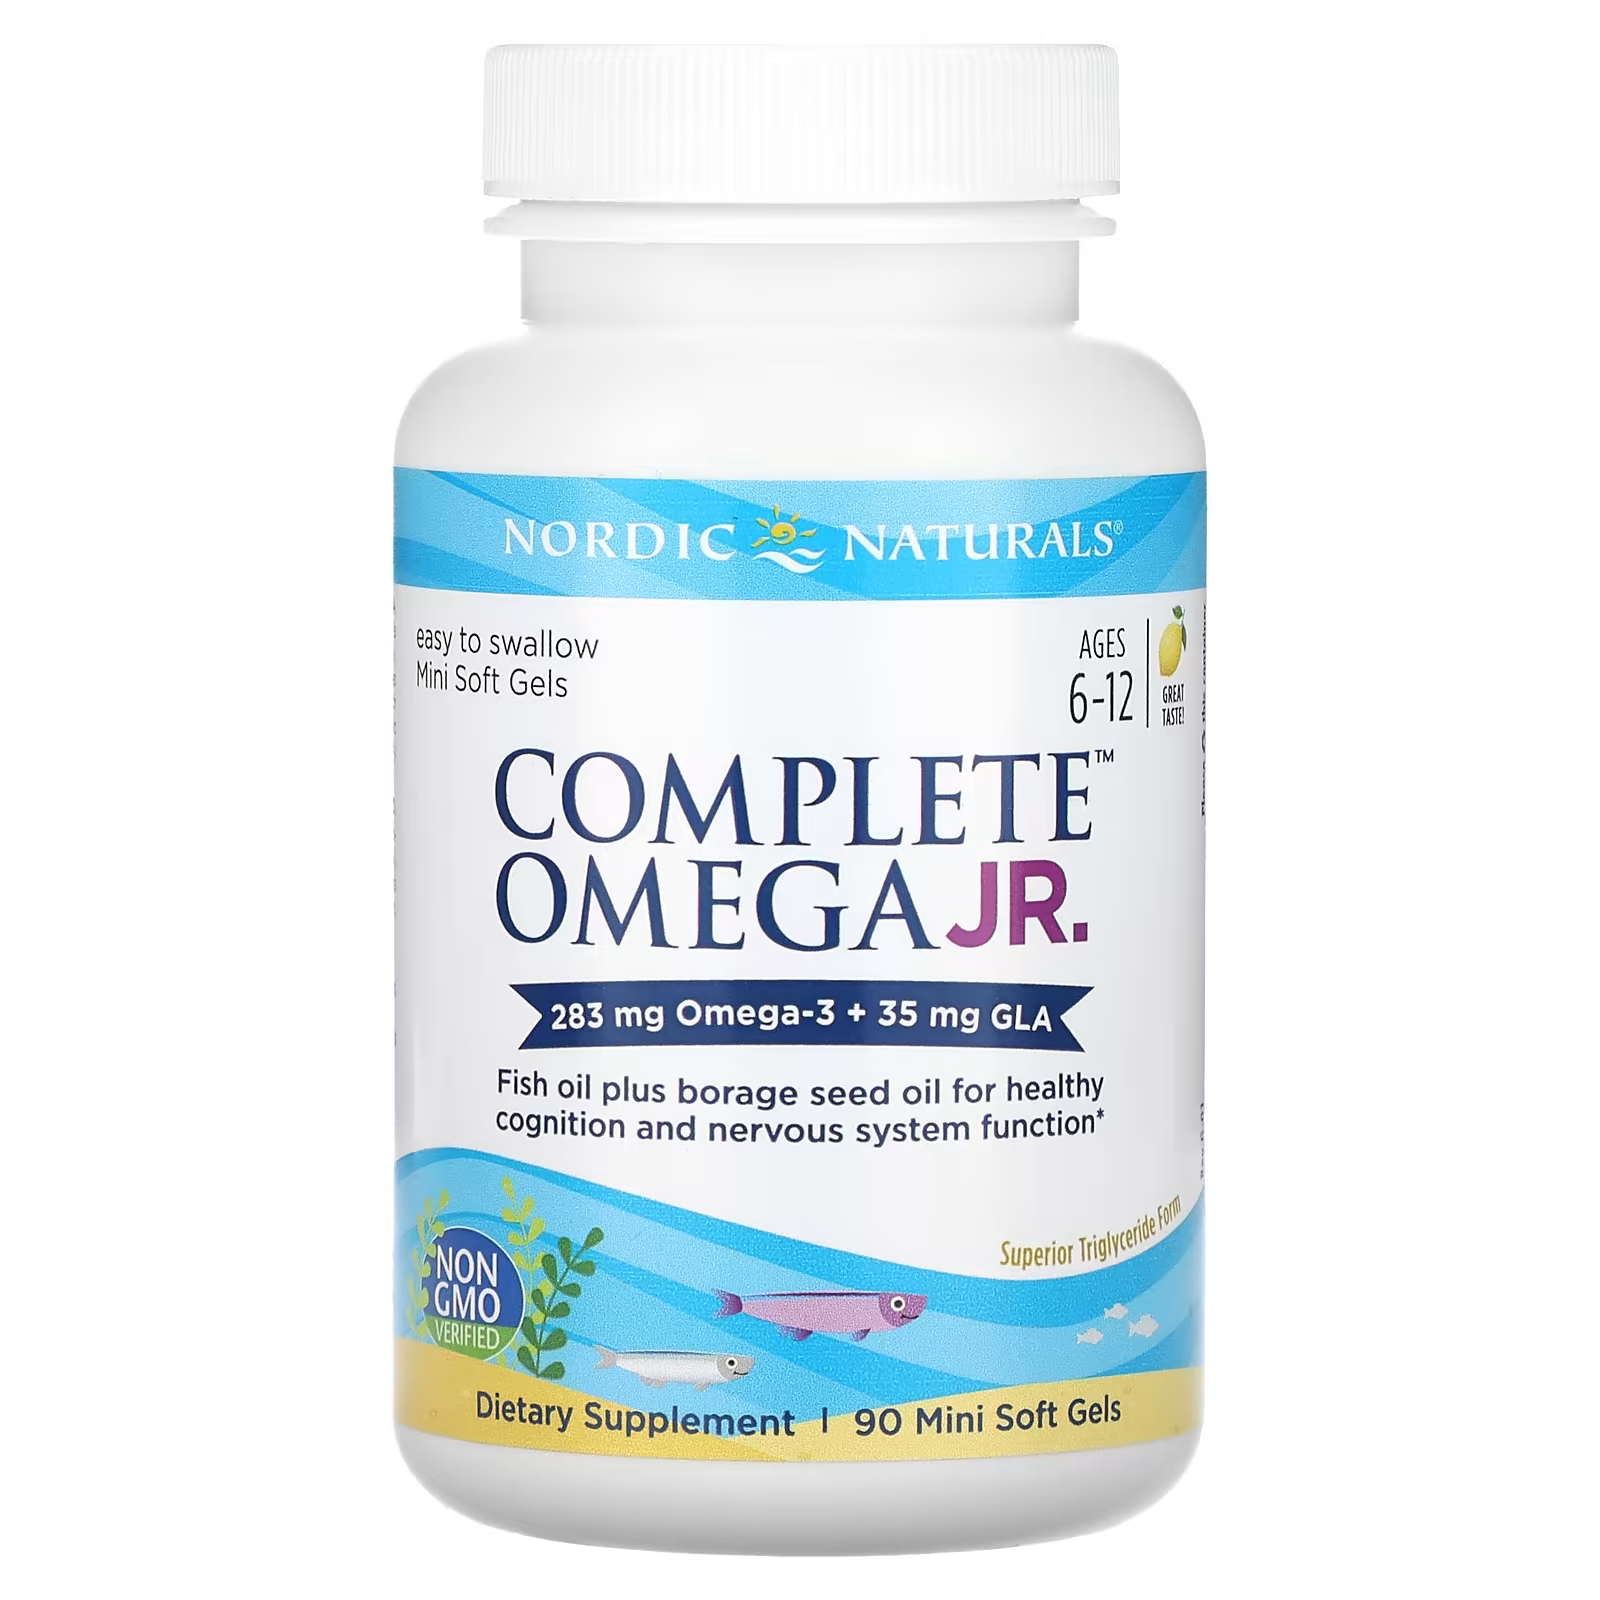 NORDIC NATURALS®
easy to swallow
Mini Soft Gels
AGES
6-12
GREAT
TASTE!
COMPLETE™
OMEGA JR.
283 mg Omega-3 + 35 mg GLA
Fish oil plus borage seed oil for healthy
cognition and nervous system function*
Superior Triglyceride Form
NON
GMO
VERIFIED
Dietary Supplement | 90 Mini Soft Gels